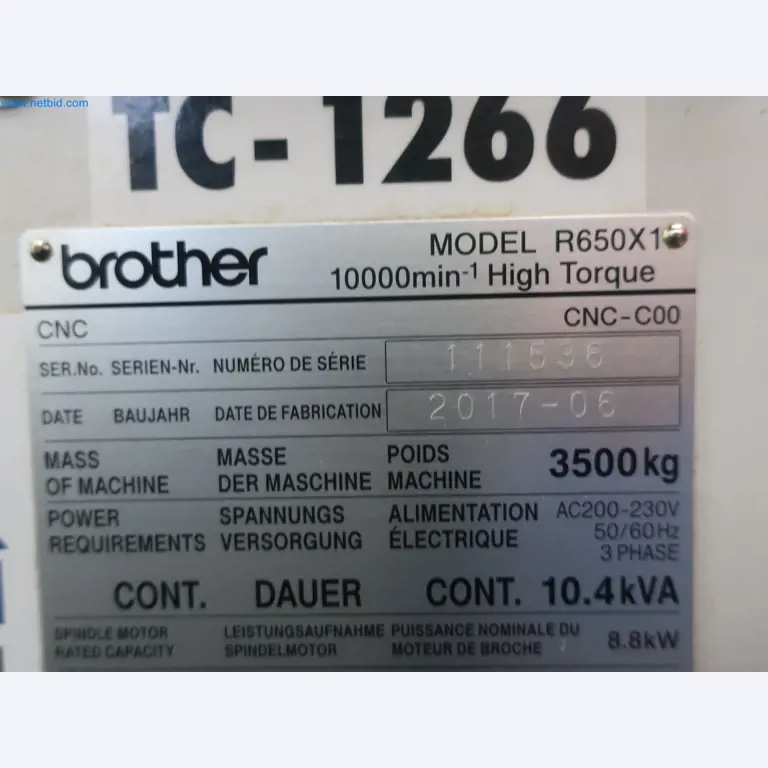 www.netbid.com
TC-1266
brother
MODEL R650X1
10000min-1 High Torque
CNC CNC-C00
SER.No. SERIEN-Nr. NUMÉRO DE SÉRIE 111536
DATE BAUJAHR DATE DE FABRICATION 2017-06
MASS MASSE POIDS
OF MACHINE DER MASCHINE MACHINE 3500kg
POWER SPANNUNGS ALIMENTATION AC200-230V
REQUIREMENTS VERSORGUNG ÉLECTRIQUE 50/60Hz
3 PHASE
CONT. DAUER CONT. 10.4kVA
SPINDLE MOTOR LEISTUNGSAUFNAHME PUISSANCE NOMINALE DU
RATED CAPACITY SPINDELMOTOR MOTEUR DE BROCHE 8.8kW